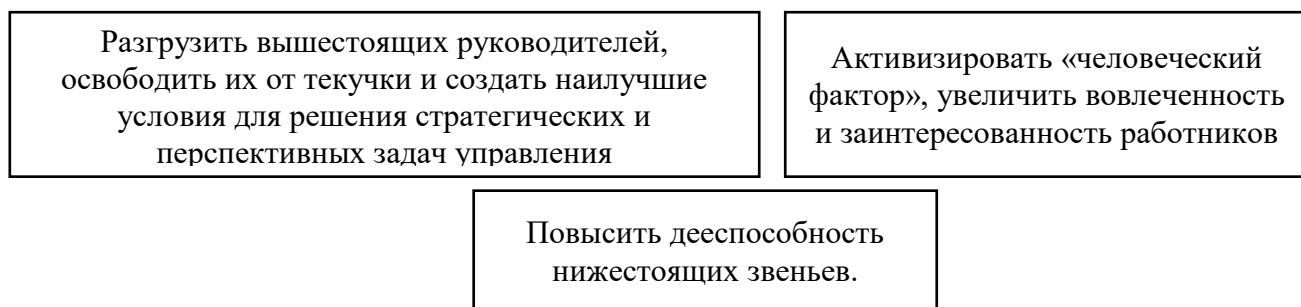 Разгрузить вышестоящих руководителей,
освободить их от текучки и создать наилучшие
условия для решения стратегических и
перспективных задач управления
Активизировать «человеческий
фактор», увеличить вовлеченность
и заинтересованность работников
Повысить дееспособность
нижестоящих звеньев.